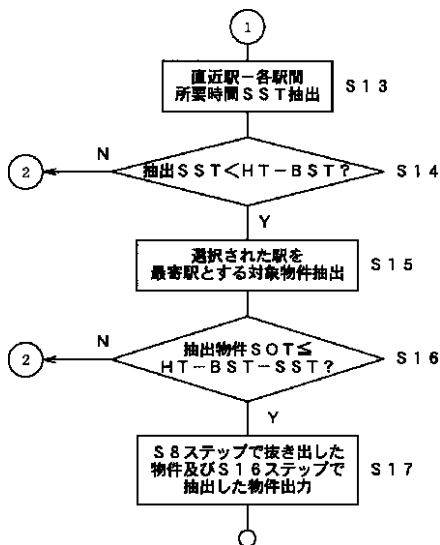 1
直近駅－各駅間
所要時間ＳＳＴ抽出
Ｓ１３
N
2
抽出ＳＳＴ＜ＨＴ－ＢＳＴ？
Ｓ１４
Y
選択された駅を
最寄駅とする対象物件抽出
Ｓ１５
N
2
抽出物件ＳＯＴ≦
ＨＴ－ＢＳＴ－ＳＳＴ？
Ｓ１６
Y
Ｓ８ステップで抜き出した
物件及びＳ１６ステップで
抽出した物件出力
Ｓ１７